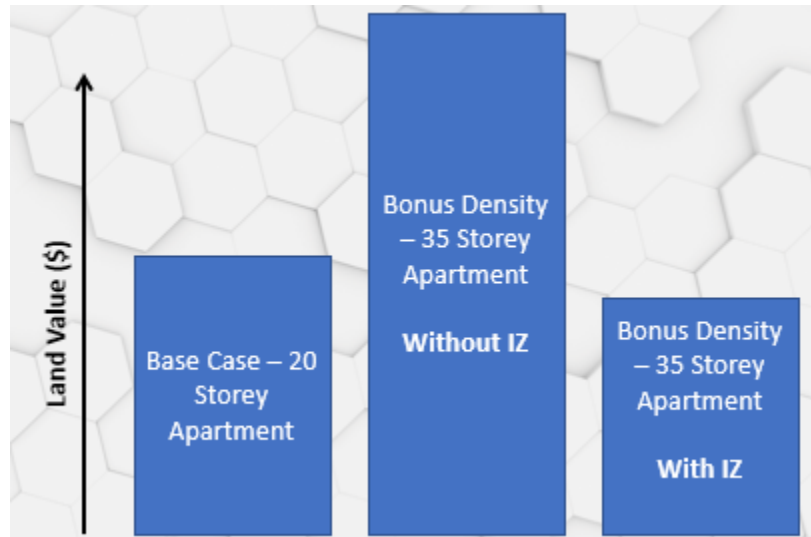 Land Value ($)
Base Case – 20
Storey
Apartment
Bonus Density
– 35 Storey
Apartment
Without IZ
Bonus Density
– 35 Storey
Apartment
With IZ